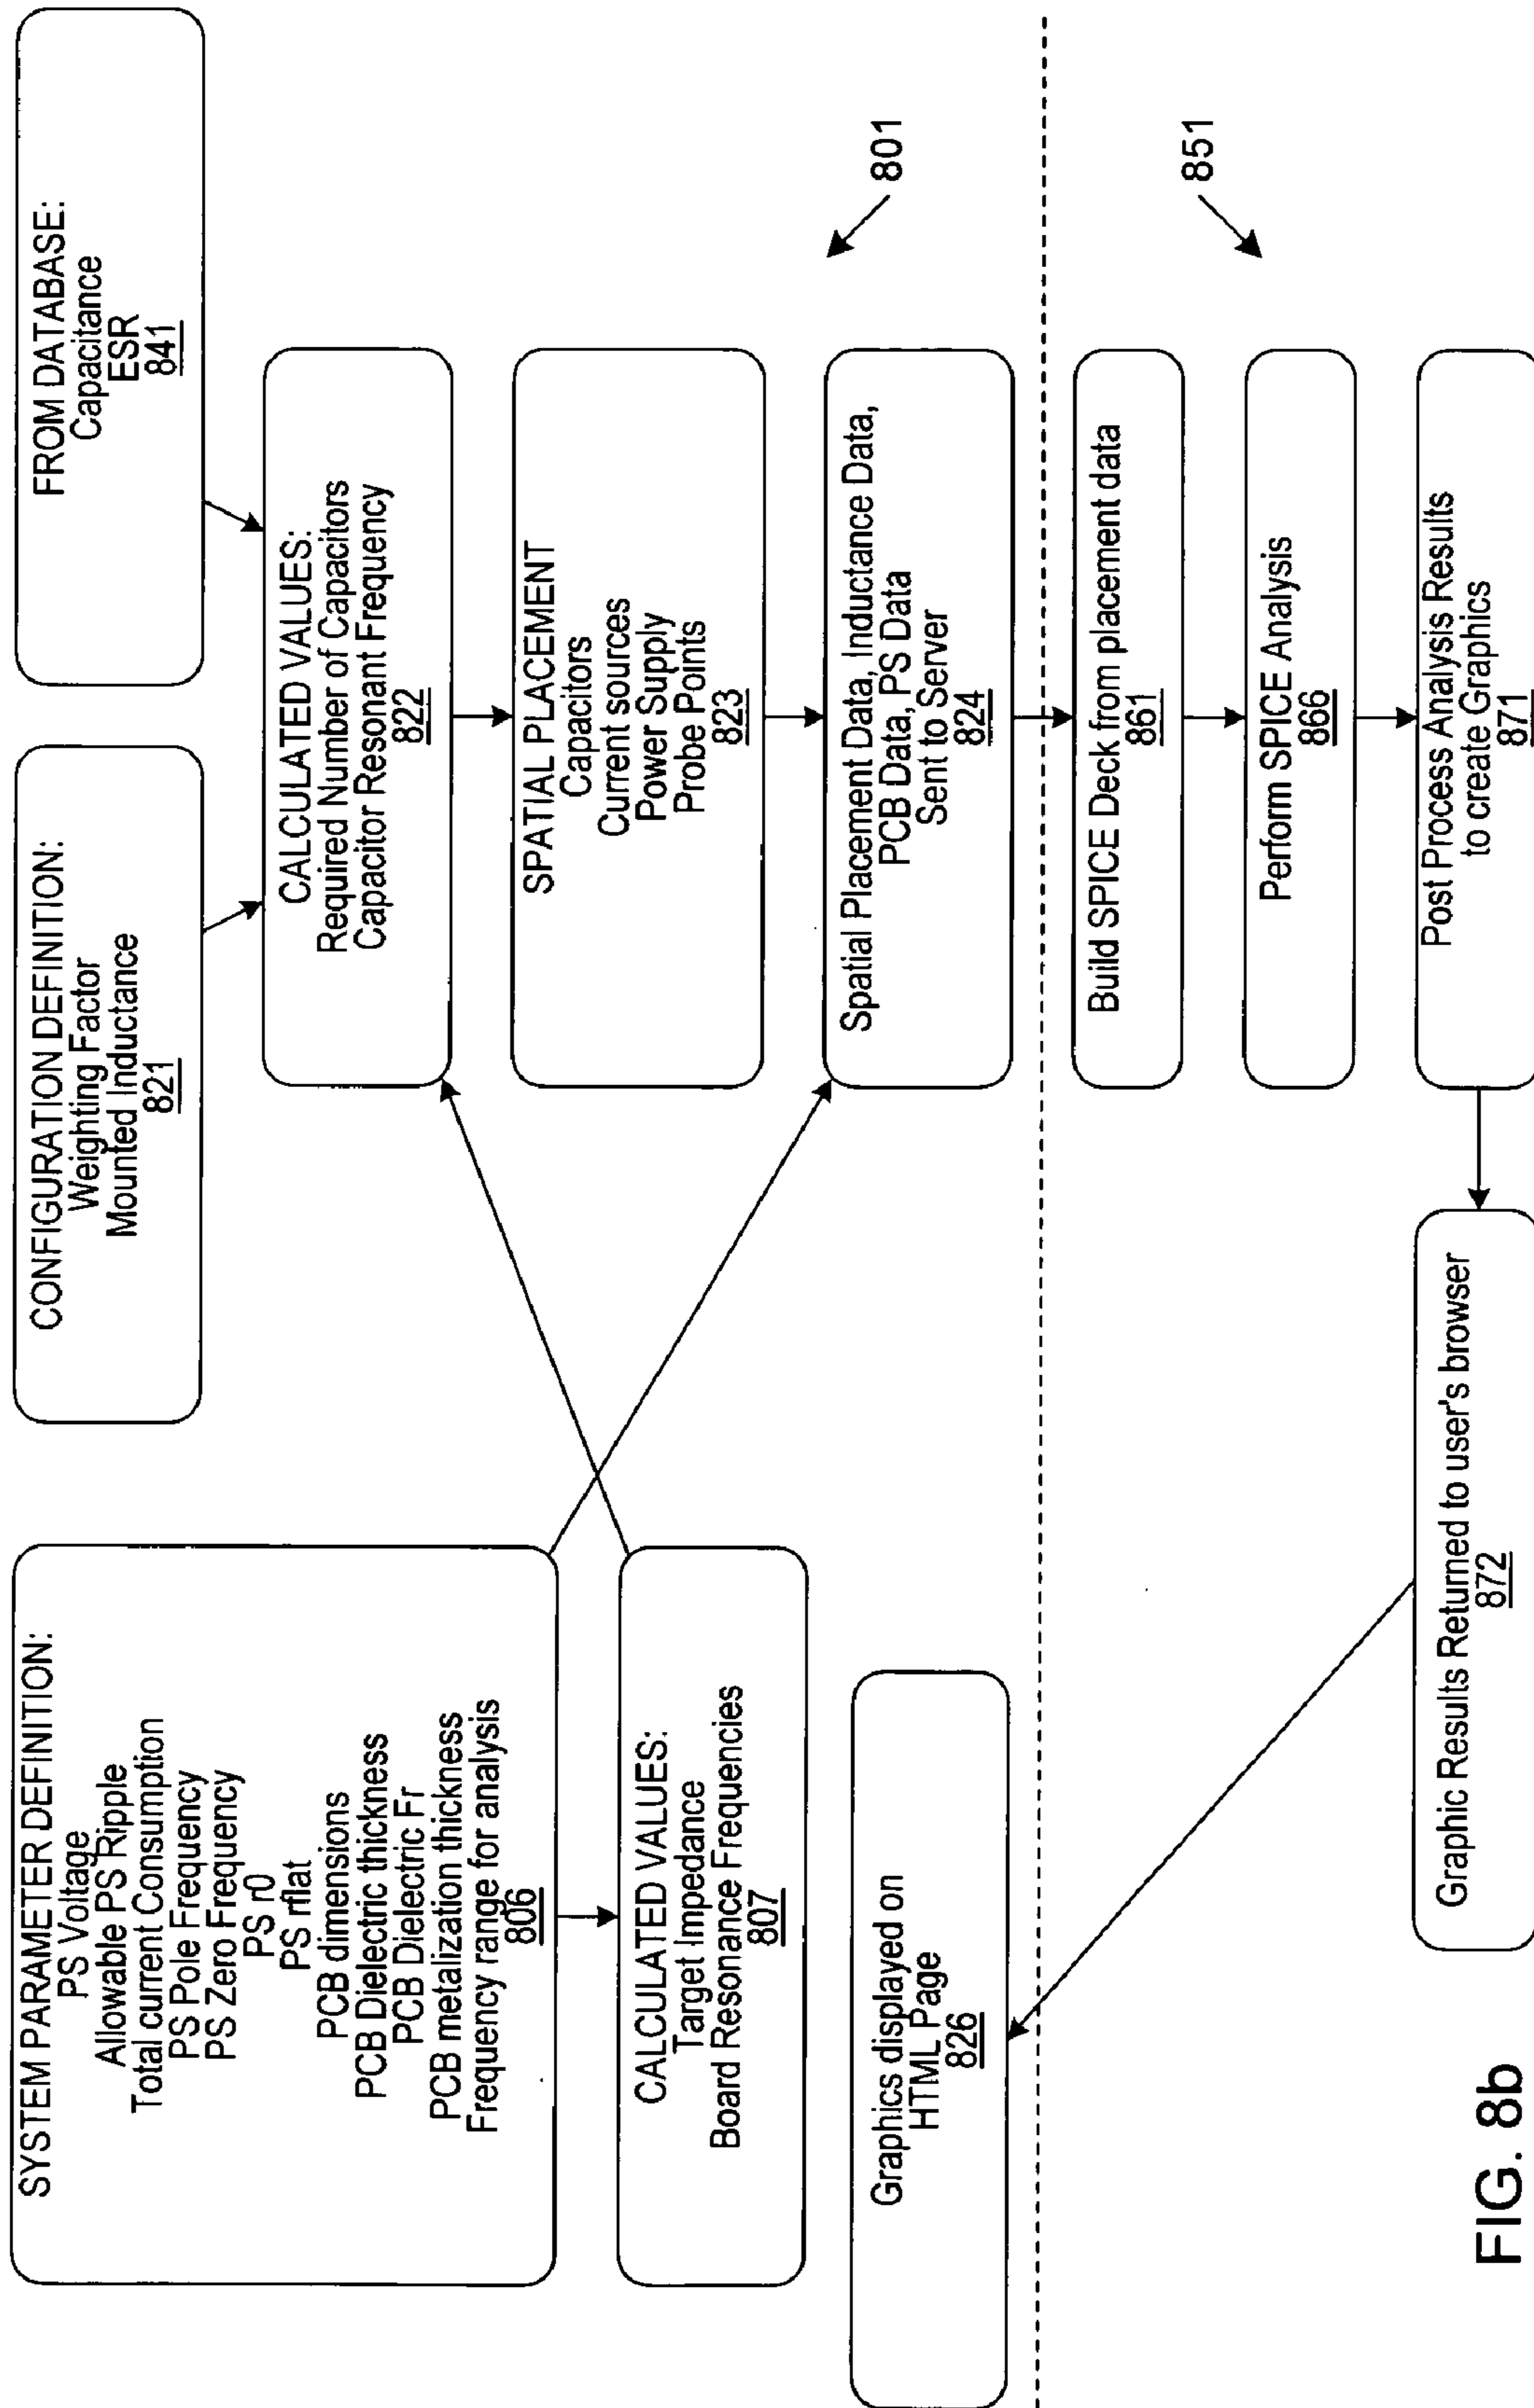 SYSTEM PARAMETER DEFINITION:
PS Voltage
Allowable PS Ripple
Total current Consumption
PS Pole Frequency
PS Zero Frequency
PS r0
PS rflat
PCB dimensions
PCB Dielectric thickness
PCB Dielectric Fr
PCB metalization thickness
Frequency range for analysis
806
CALCULATED VALUES:
Target Impedance
Board Resonance Frequencies
807
Graphics displayed on
HTML Page
826
CONFIGURATION DEFINITION:
Weighting Factor
Mounted Inductance
821
FROM DATABASE:
Capacitance
ESR
841
CALCULATED VALUES:
Required Number of Capacitors
Capacitor Resonant Frequency
822
SPATIAL PLACEMENT
Capacitors
Current sources
Power Supply
Probe Points
823
Spatial Placement Data, Inductance Data,
PCB Data, PS Data
Sent to Server
824
801
851
Build SPICE Deck from placement data
861
Perform SPICE Analysis
866
Post Process Analysis Results
to create Graphics
871
Graphic Results Returned to user's browser
872
FIG. 8b